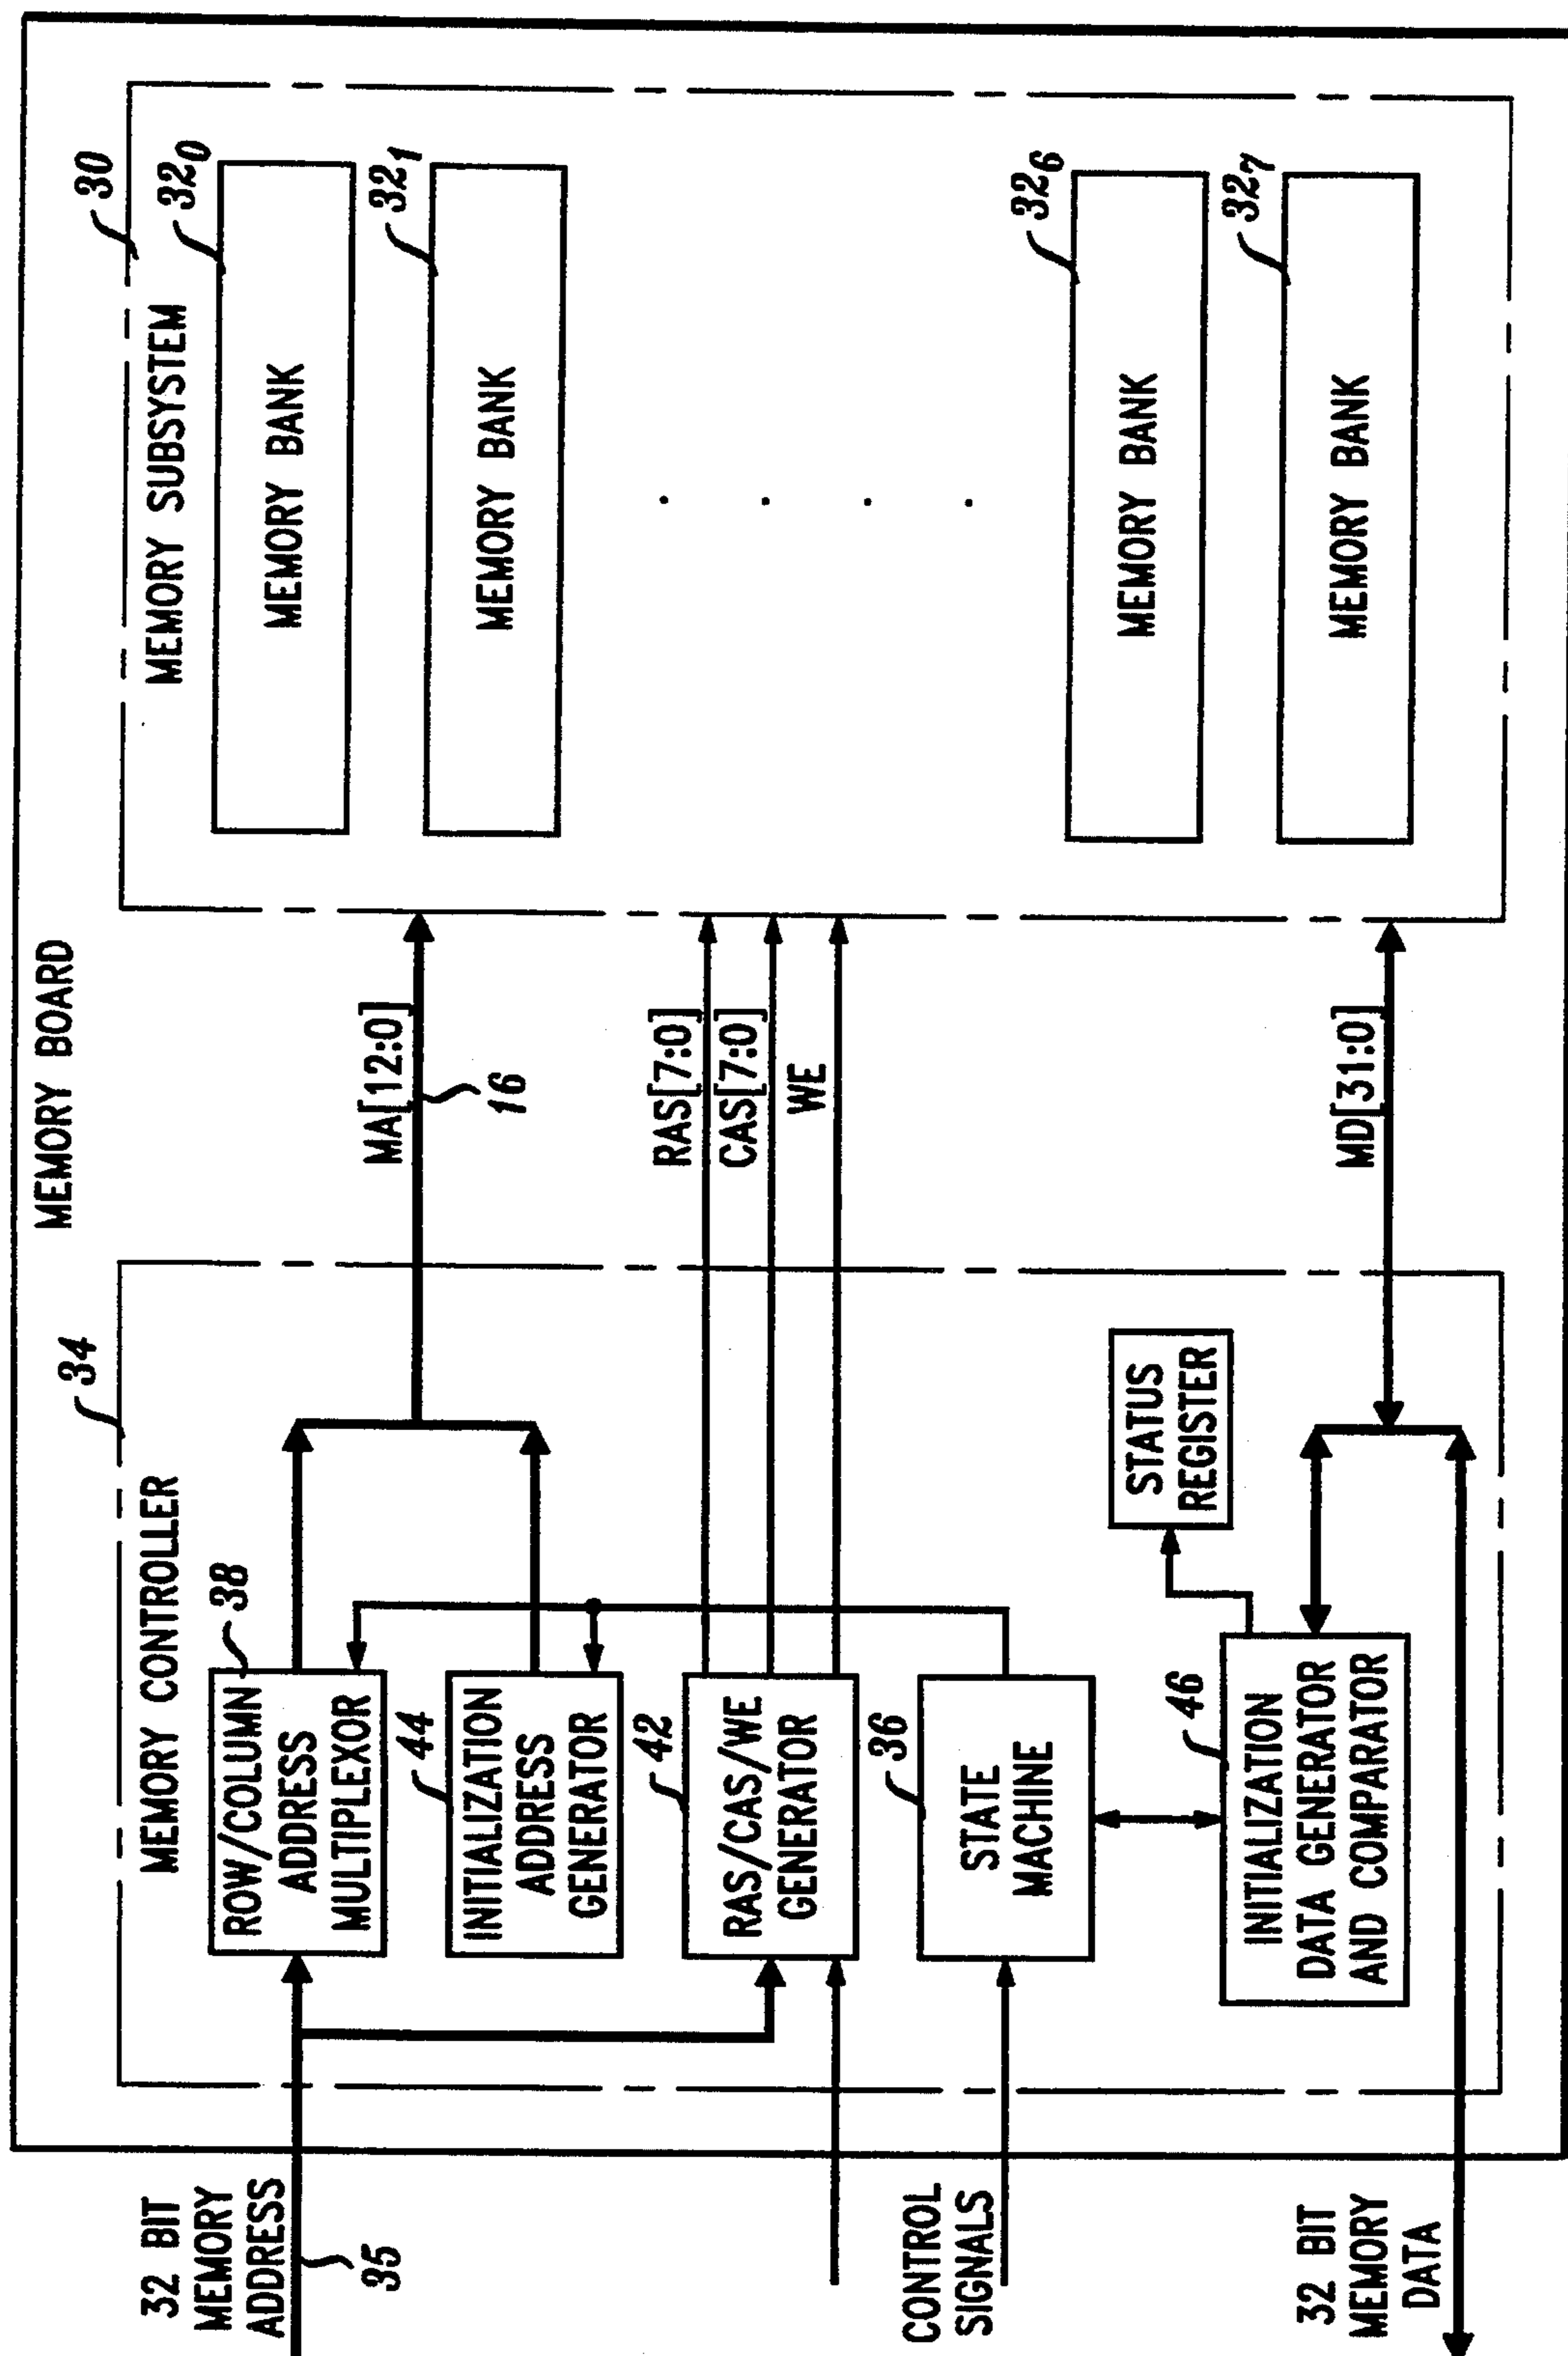 MEMORY BOARD
32 BIT
MEMORY
ADDRESS
35
MEMORY CONTROLLER
34
ROW/COLUMN
ADDRESS
MULTIPLEXOR
38
INITIALIZATION
ADDRESS
GENERATOR
44
RAS/CAS/WE
GENERATOR
42
CONTROL
SIGNALS
STATE
MACHINE
36
INITIALIZATION
DATA GENERATOR
AND COMPARATOR
46
STATUS
REGISTER
32 BIT
MEMORY
DATA
MA[12:0]
16
RAS[7:0]
CAS[7:0]
WE
MD[31:0]
MEMORY SUBSYSTEM
30
MEMORY BANK
32₀
MEMORY BANK
32₁
. . . .
MEMORY BANK
32₆
MEMORY BANK
32₇